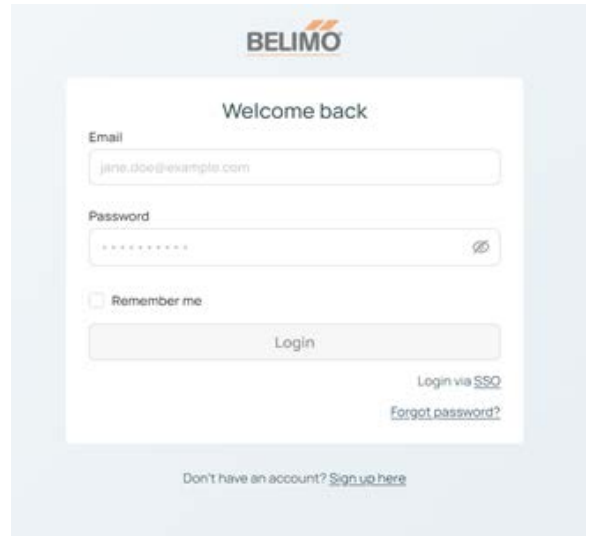 BELIMO
Welcome back
Email
jane.doe@example.com
Password
Remember me
Login
Login via SSO
Forgot password?
Don't have an account? Sign up here